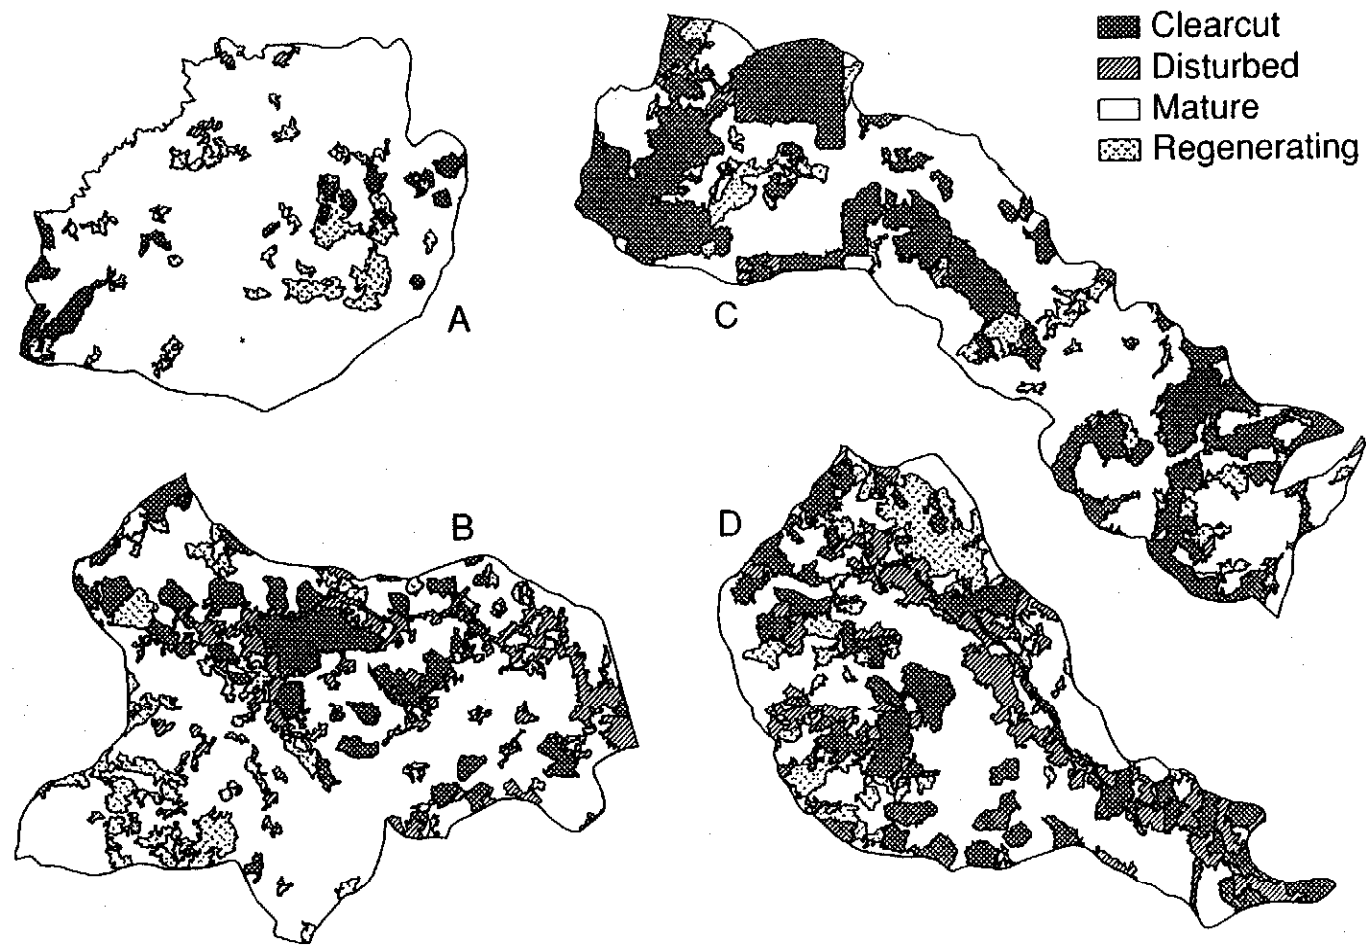 Clearcut
Disturbed
Mature
Regenerating
A
C
B
D